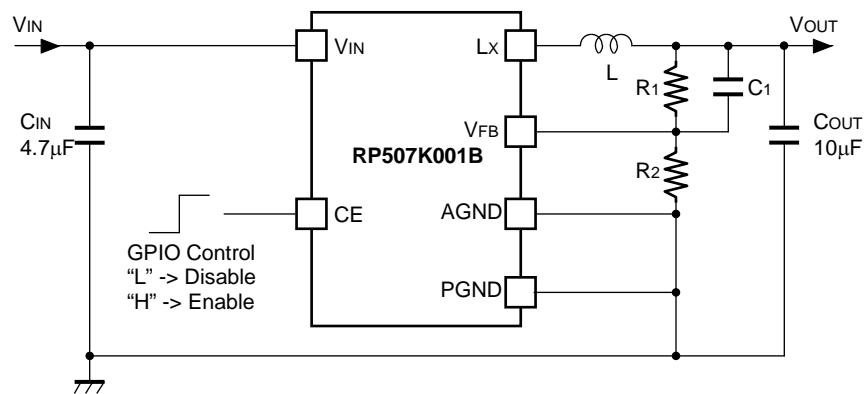 VIN
VIN
LX
VOUT
L
R1
C1
CIN
4.7µF
VFB
COUT
10µF
RP507K001B
R2
CE
AGND
GPIO Control
“L” -> Disable
“H” -> Enable
PGND